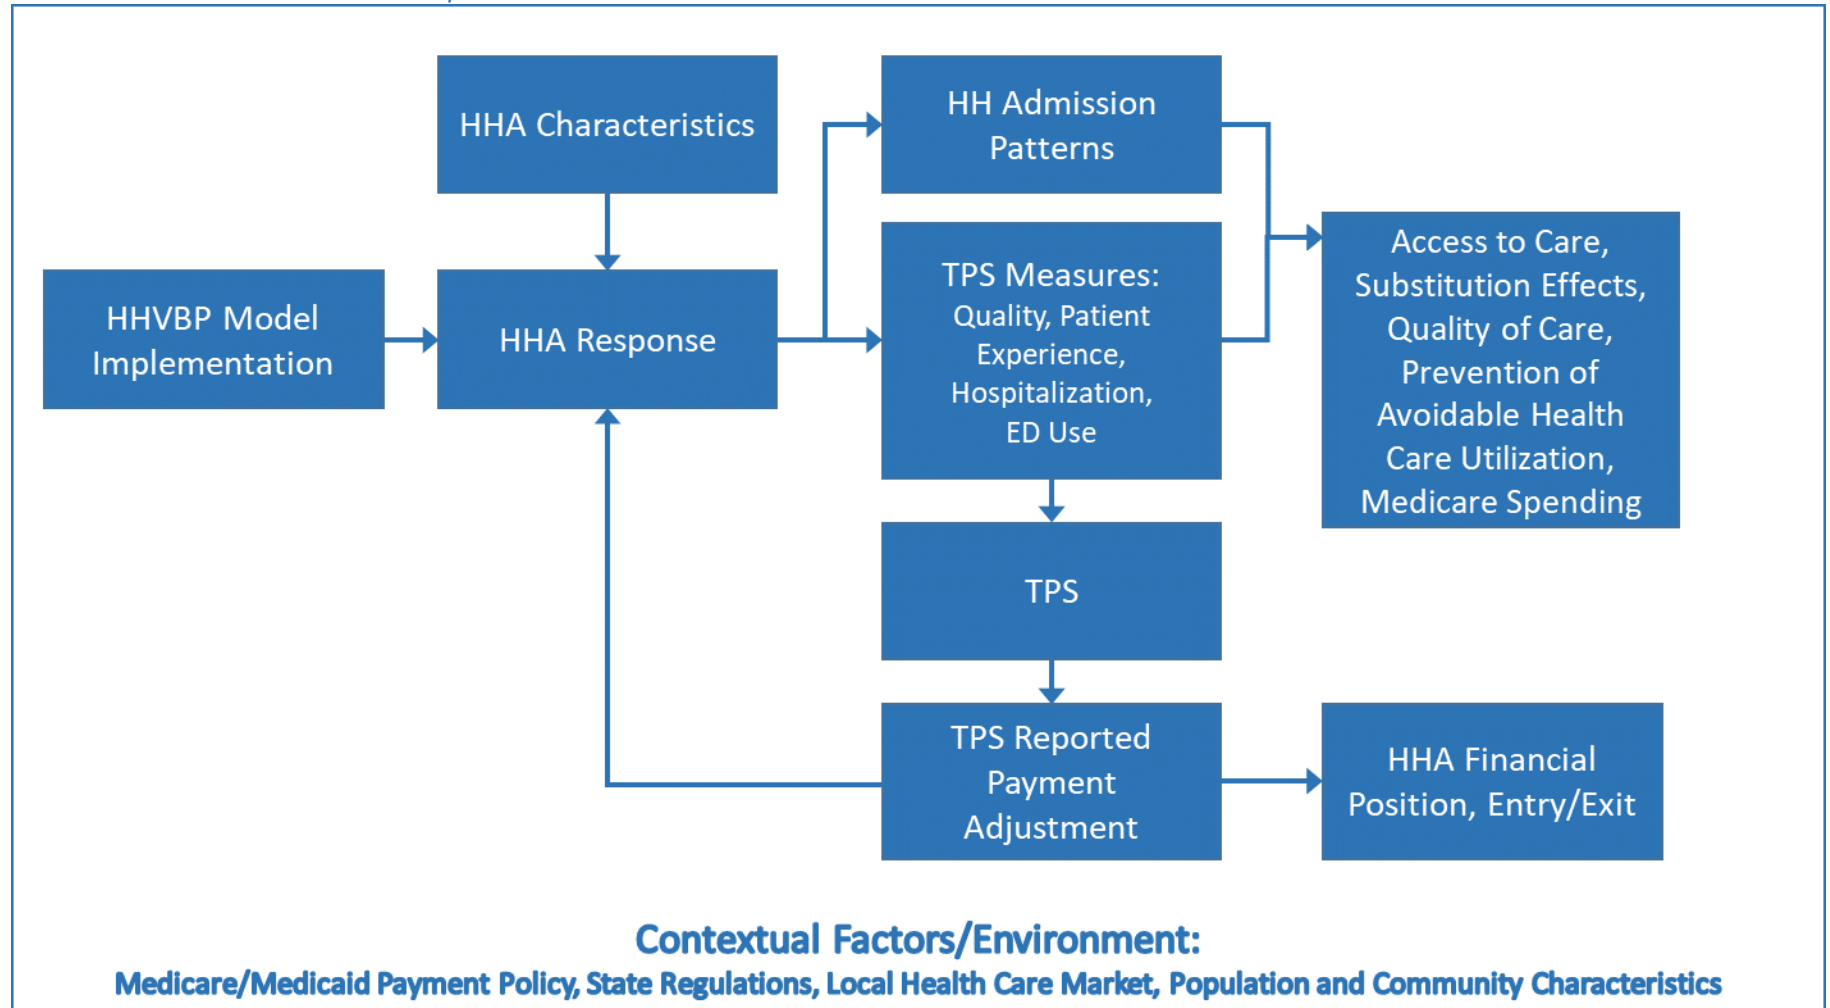 HHA Characteristics
HH Admission
Patterns
HHVBP Model
Implementation
HHA Response
TPS Measures:
Quality, Patient
Experience,
Hospitalization,
ED Use
Access to Care,
Substitution Effects,
Quality of Care,
Prevention of
Avoidable Health
Care Utilization,
Medicare Spending
TPS
TPS Reported
Payment
Adjustment
HHA Financial
Position, Entry/Exit
Contextual Factors/Environment:
Medicare/Medicaid Payment Policy, State Regulations, Local Health Care Market, Population and Community Characteristics